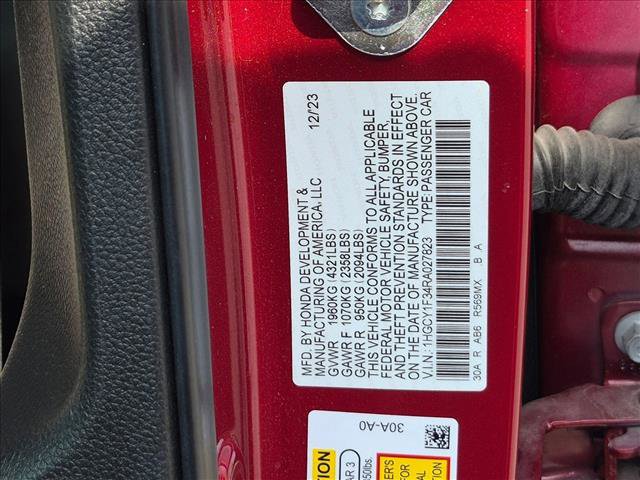 MFD. BY HONDA DEVELOPMENT & 12/'23
MANUFACTURING OF AMERICA, LLC
GVWR 1960KG (4321LBS)
GAWR F 1070KG (2358LBS)
GAWR R 950KG (2094LBS)
THIS VEHICLE CONFORMS TO ALL APPLICABLE
FEDERAL MOTOR VEHICLE SAFETY, BUMPER,
AND THEFT PREVENTION STANDARDS IN EFFECT
ON THE DATE OF MANUFACTURE SHOWN ABOVE.
V.I.N.: 1HGCY1F34RA027823 TYPE:PASSENGER CAR
30A R AB6 R569MX B A
30A-A0